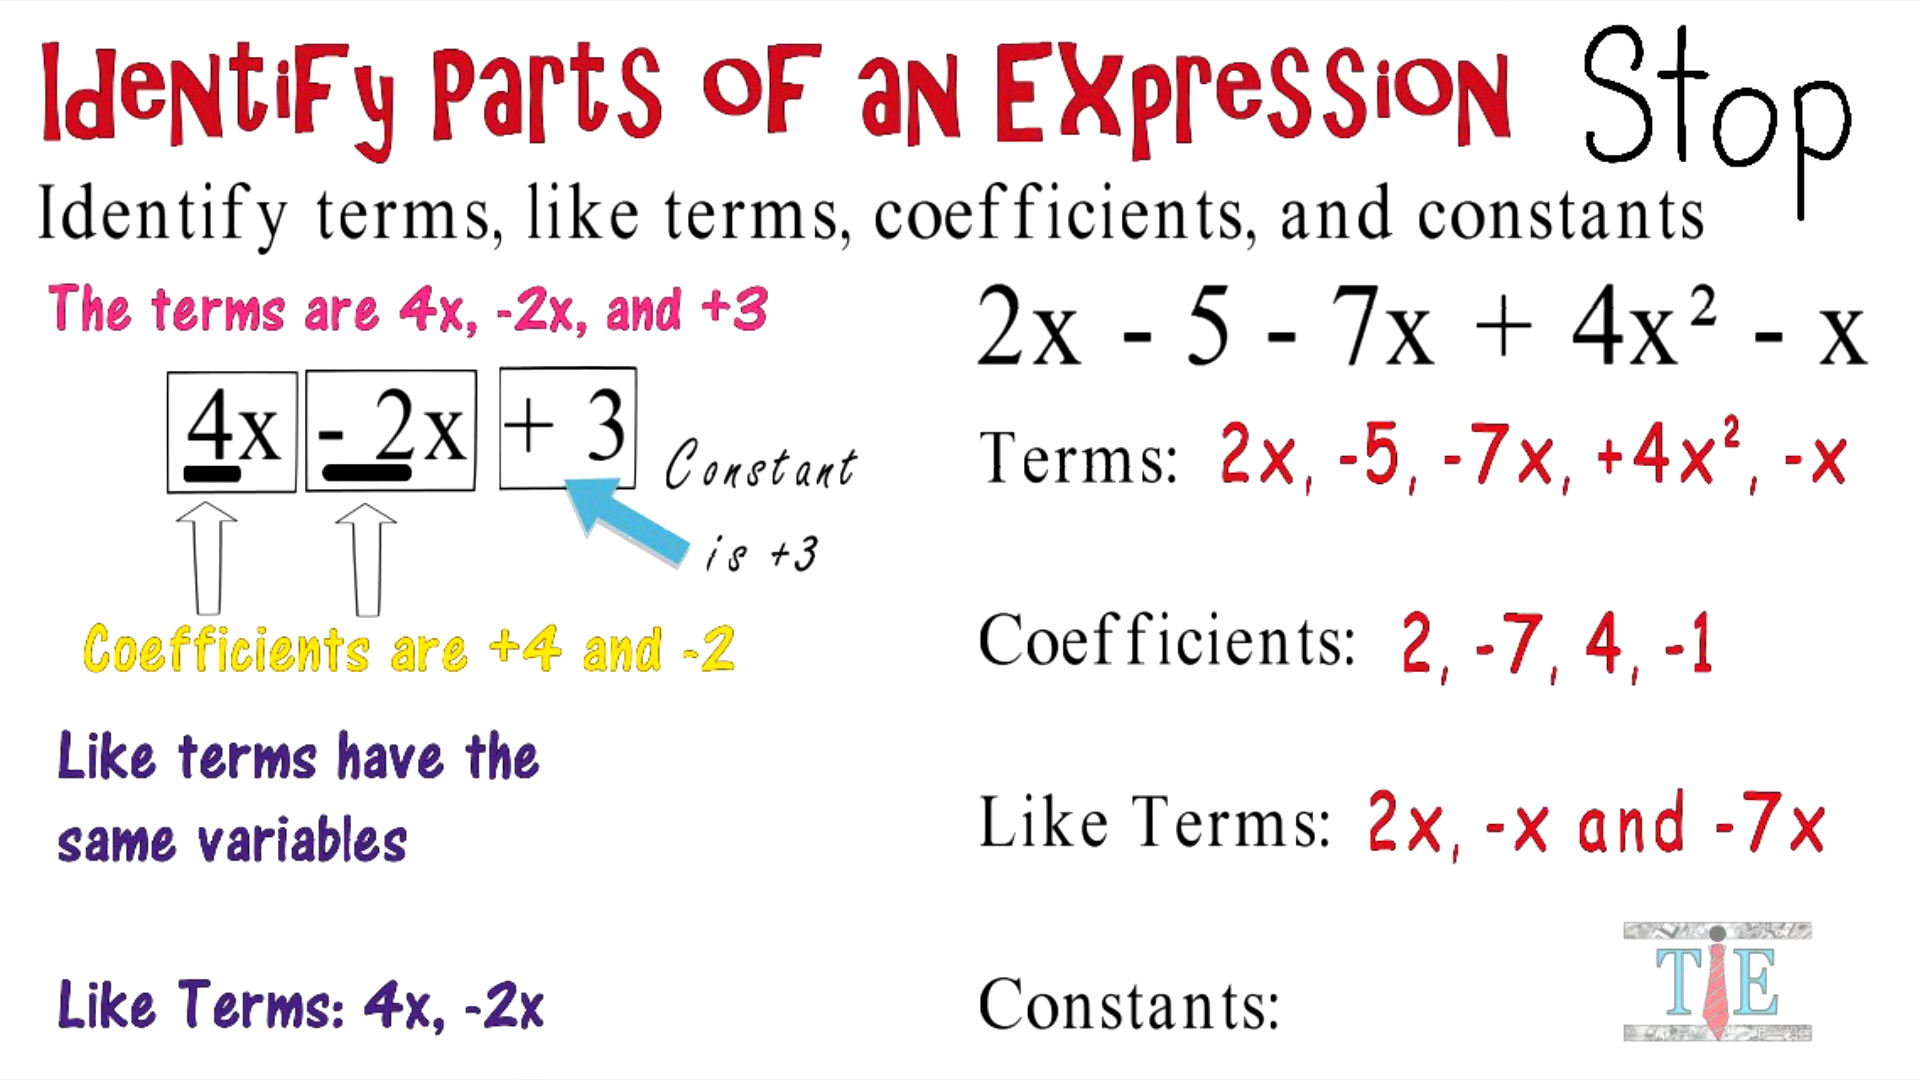 Identify Parts of an Expression Stop
Identify terms, like terms, coefficients, and constants
The terms are 4x, -2x, and +3
4x - 2x + 3
Constant
is +3
Coefficients are +4 and -2
Like terms have the
same variables
Like Terms: 4x, -2x
2x - 5 - 7x + 4x² - x
Terms: 2x, -5, -7x, +4x², -x
Coefficients: 2, -7, 4, -1
Like Terms: 2x, -x and -7x
Constants:
TIE